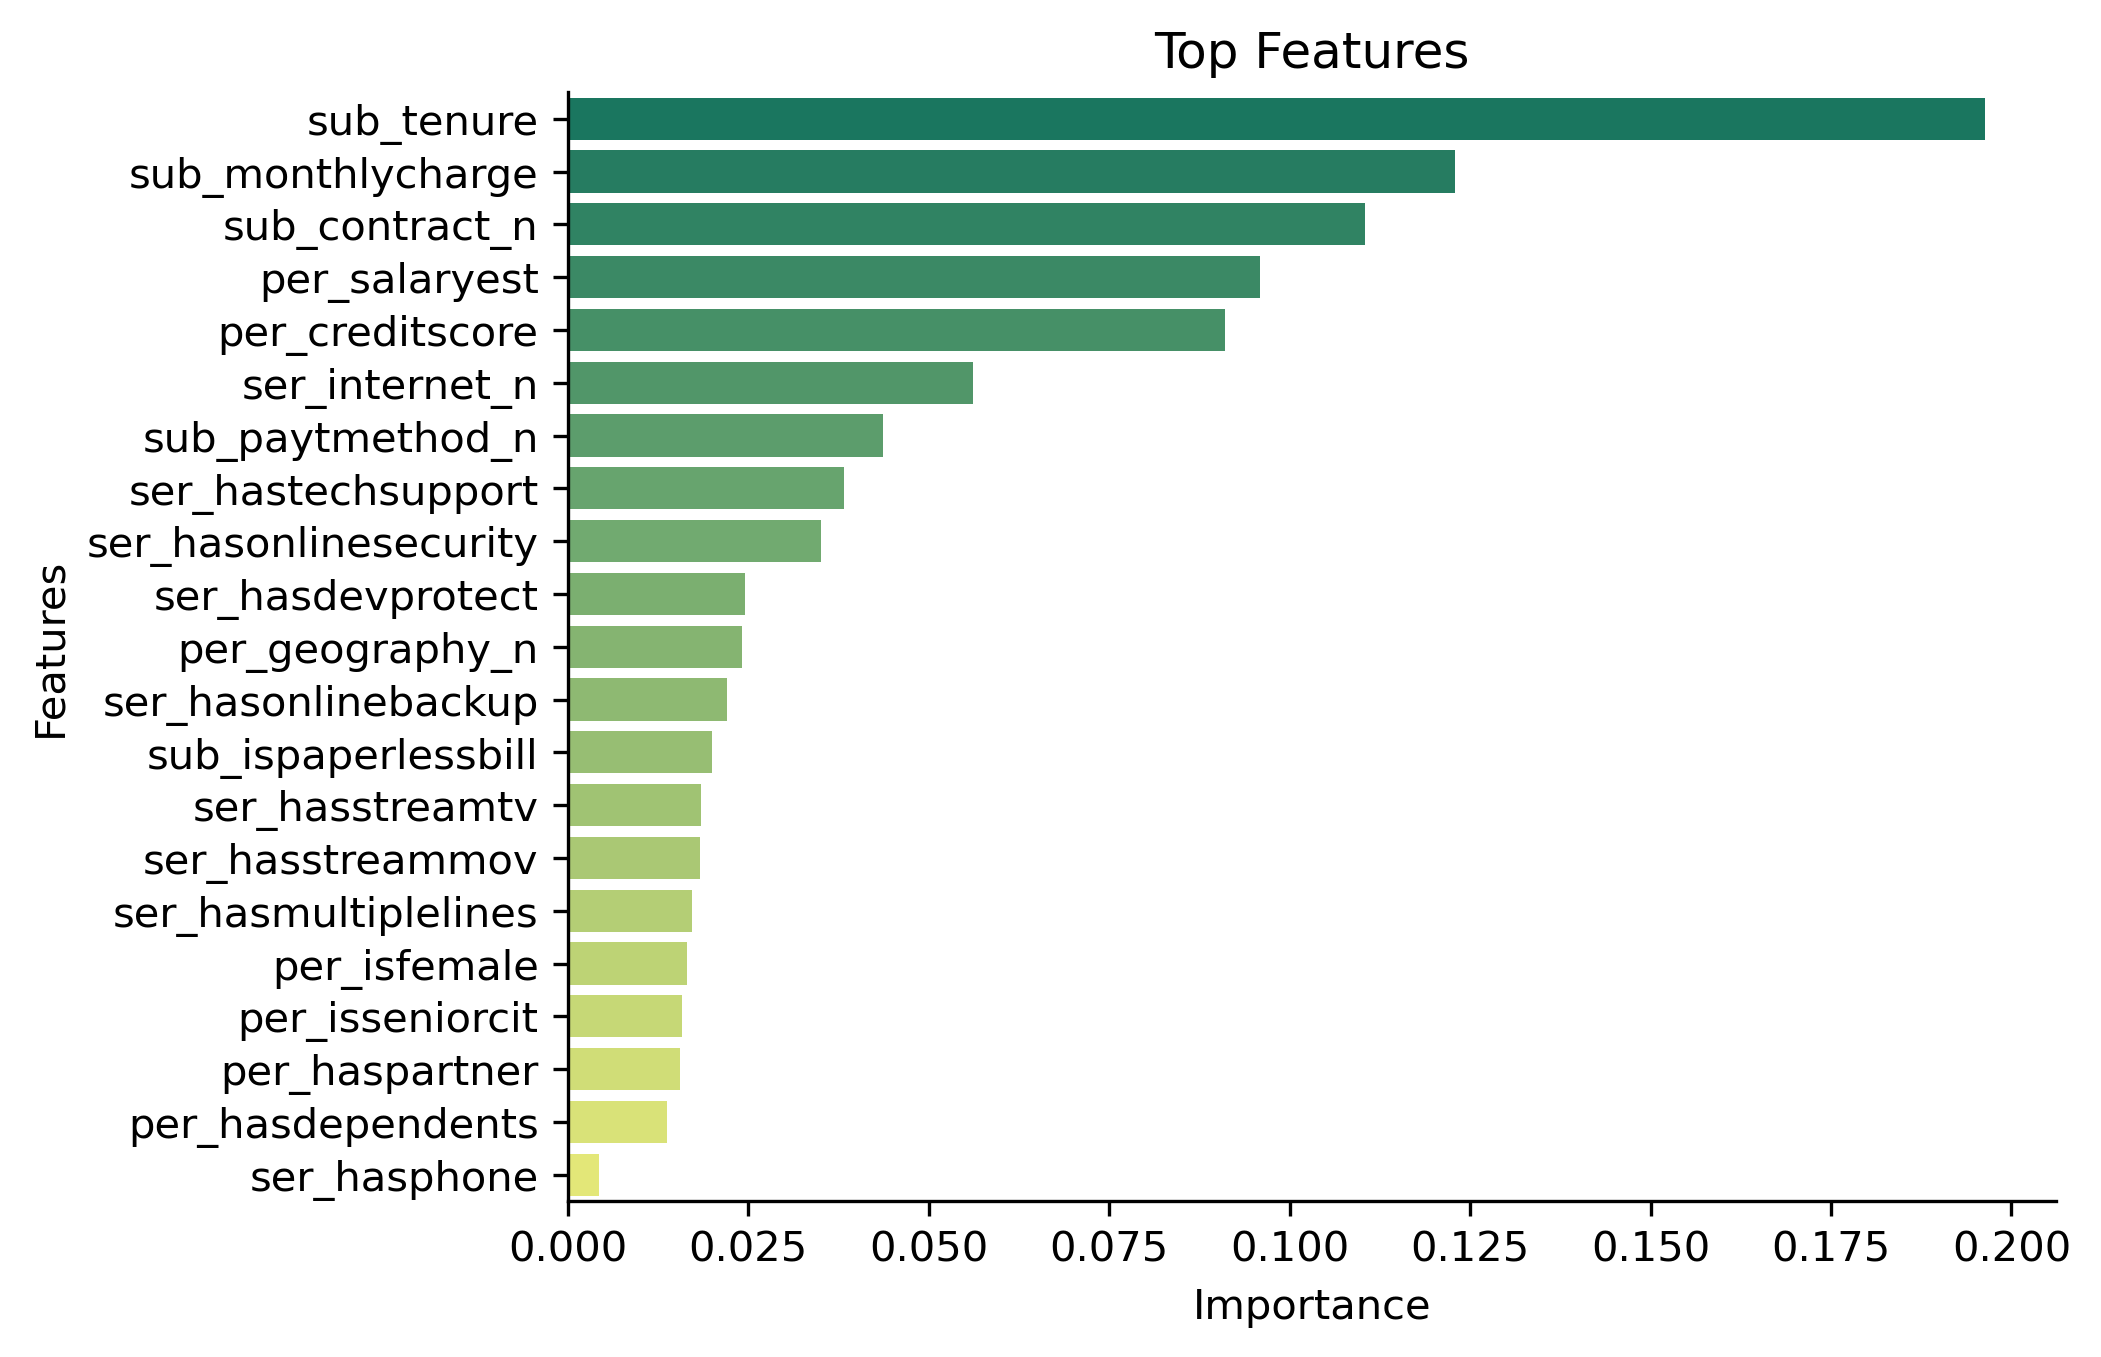 Top Features
Features
sub_tenure
sub_monthlycharge
sub_contract_n
per_salaryest
per_creditscore
ser_internet_n
sub_paytmethod_n
ser_hastechsupport
ser_hasonlinesecurity
ser_hasdevprotect
per_geography_n
ser_hasonlinebackup
sub_ispaperlessbill
ser_hasstreamtv
ser_hasstreammov
ser_hasmultiplelines
per_isfemale
per_isseniorcit
per_haspartner
per_hasdependents
ser_hasphone
0.000 0.025 0.050 0.075 0.100 0.125 0.150 0.175 0.200
Importance